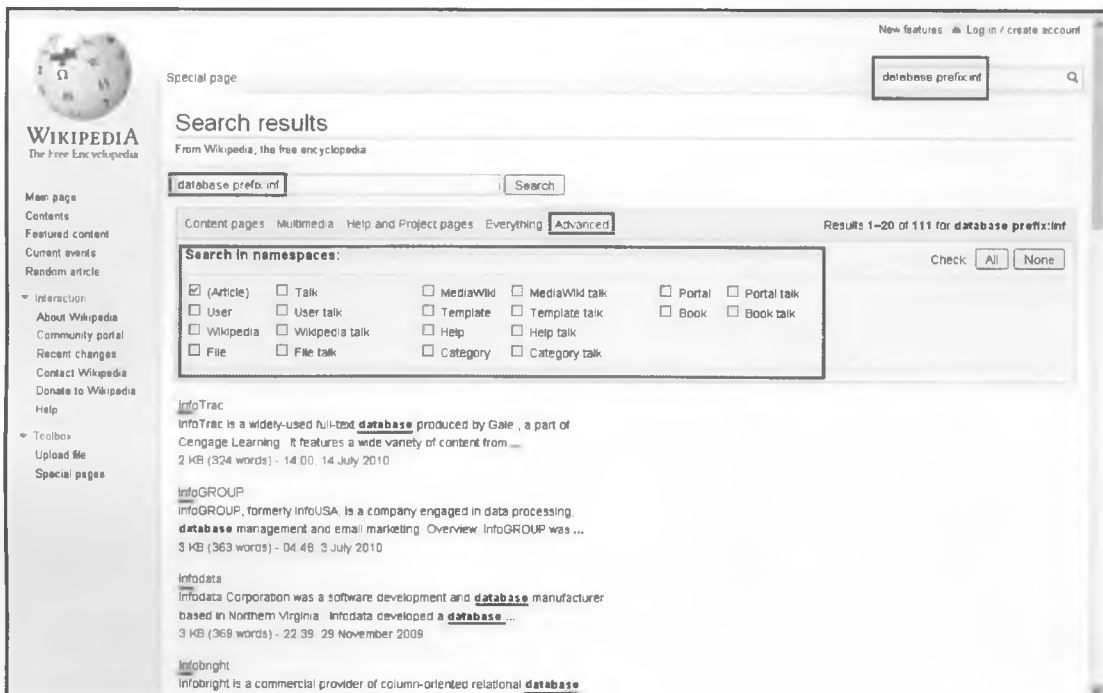 New features Log in / create account
Special page
database prefix:inf
WIKIPEDIA
The Free Encyclopedia
Search results
From Wikipedia, the free encyclopedia
database prefix:inf
Search
Main page
Contents
Featured content
Current events
Random article
Interaction
About Wikipedia
Community portal
Recent changes
Contact Wikipedia
Donate to Wikipedia
Help
Toolbox
Upload file
Special pages
Content pages Multimedia Help and Project pages Everything Advanced
Results 1–20 of 111 for database prefix:inf
Search in namespaces:
Check All None
(Article) Talk MediaWiki MediaWiki talk Portal Portal talk
User User talk Template Template talk Book Book talk
Wikipedia Wikipedia talk Help Help talk
File File talk Category Category talk
InfoTrac
InfoTrac is a widely-used full-text database produced by Gale , a part of
Cengage Learning It features a wide variety of content from ...
2 KB (324 words) - 14:00, 14 July 2010
InfoGROUP
infoGROUP, formerly infoUSA, is a company engaged in data processing,
database management and email marketing Overview InfoGROUP was ...
3 KB (363 words) - 04:46 3 July 2010
Infodata
Infodata Corporation was a software development and database manufacturer
based in Northern Virginia Infodata developed a database ...
3 KB (369 words) - 22 39 29 November 2009
Infobright
Infobright is a commercial provider of column-oriented relational database